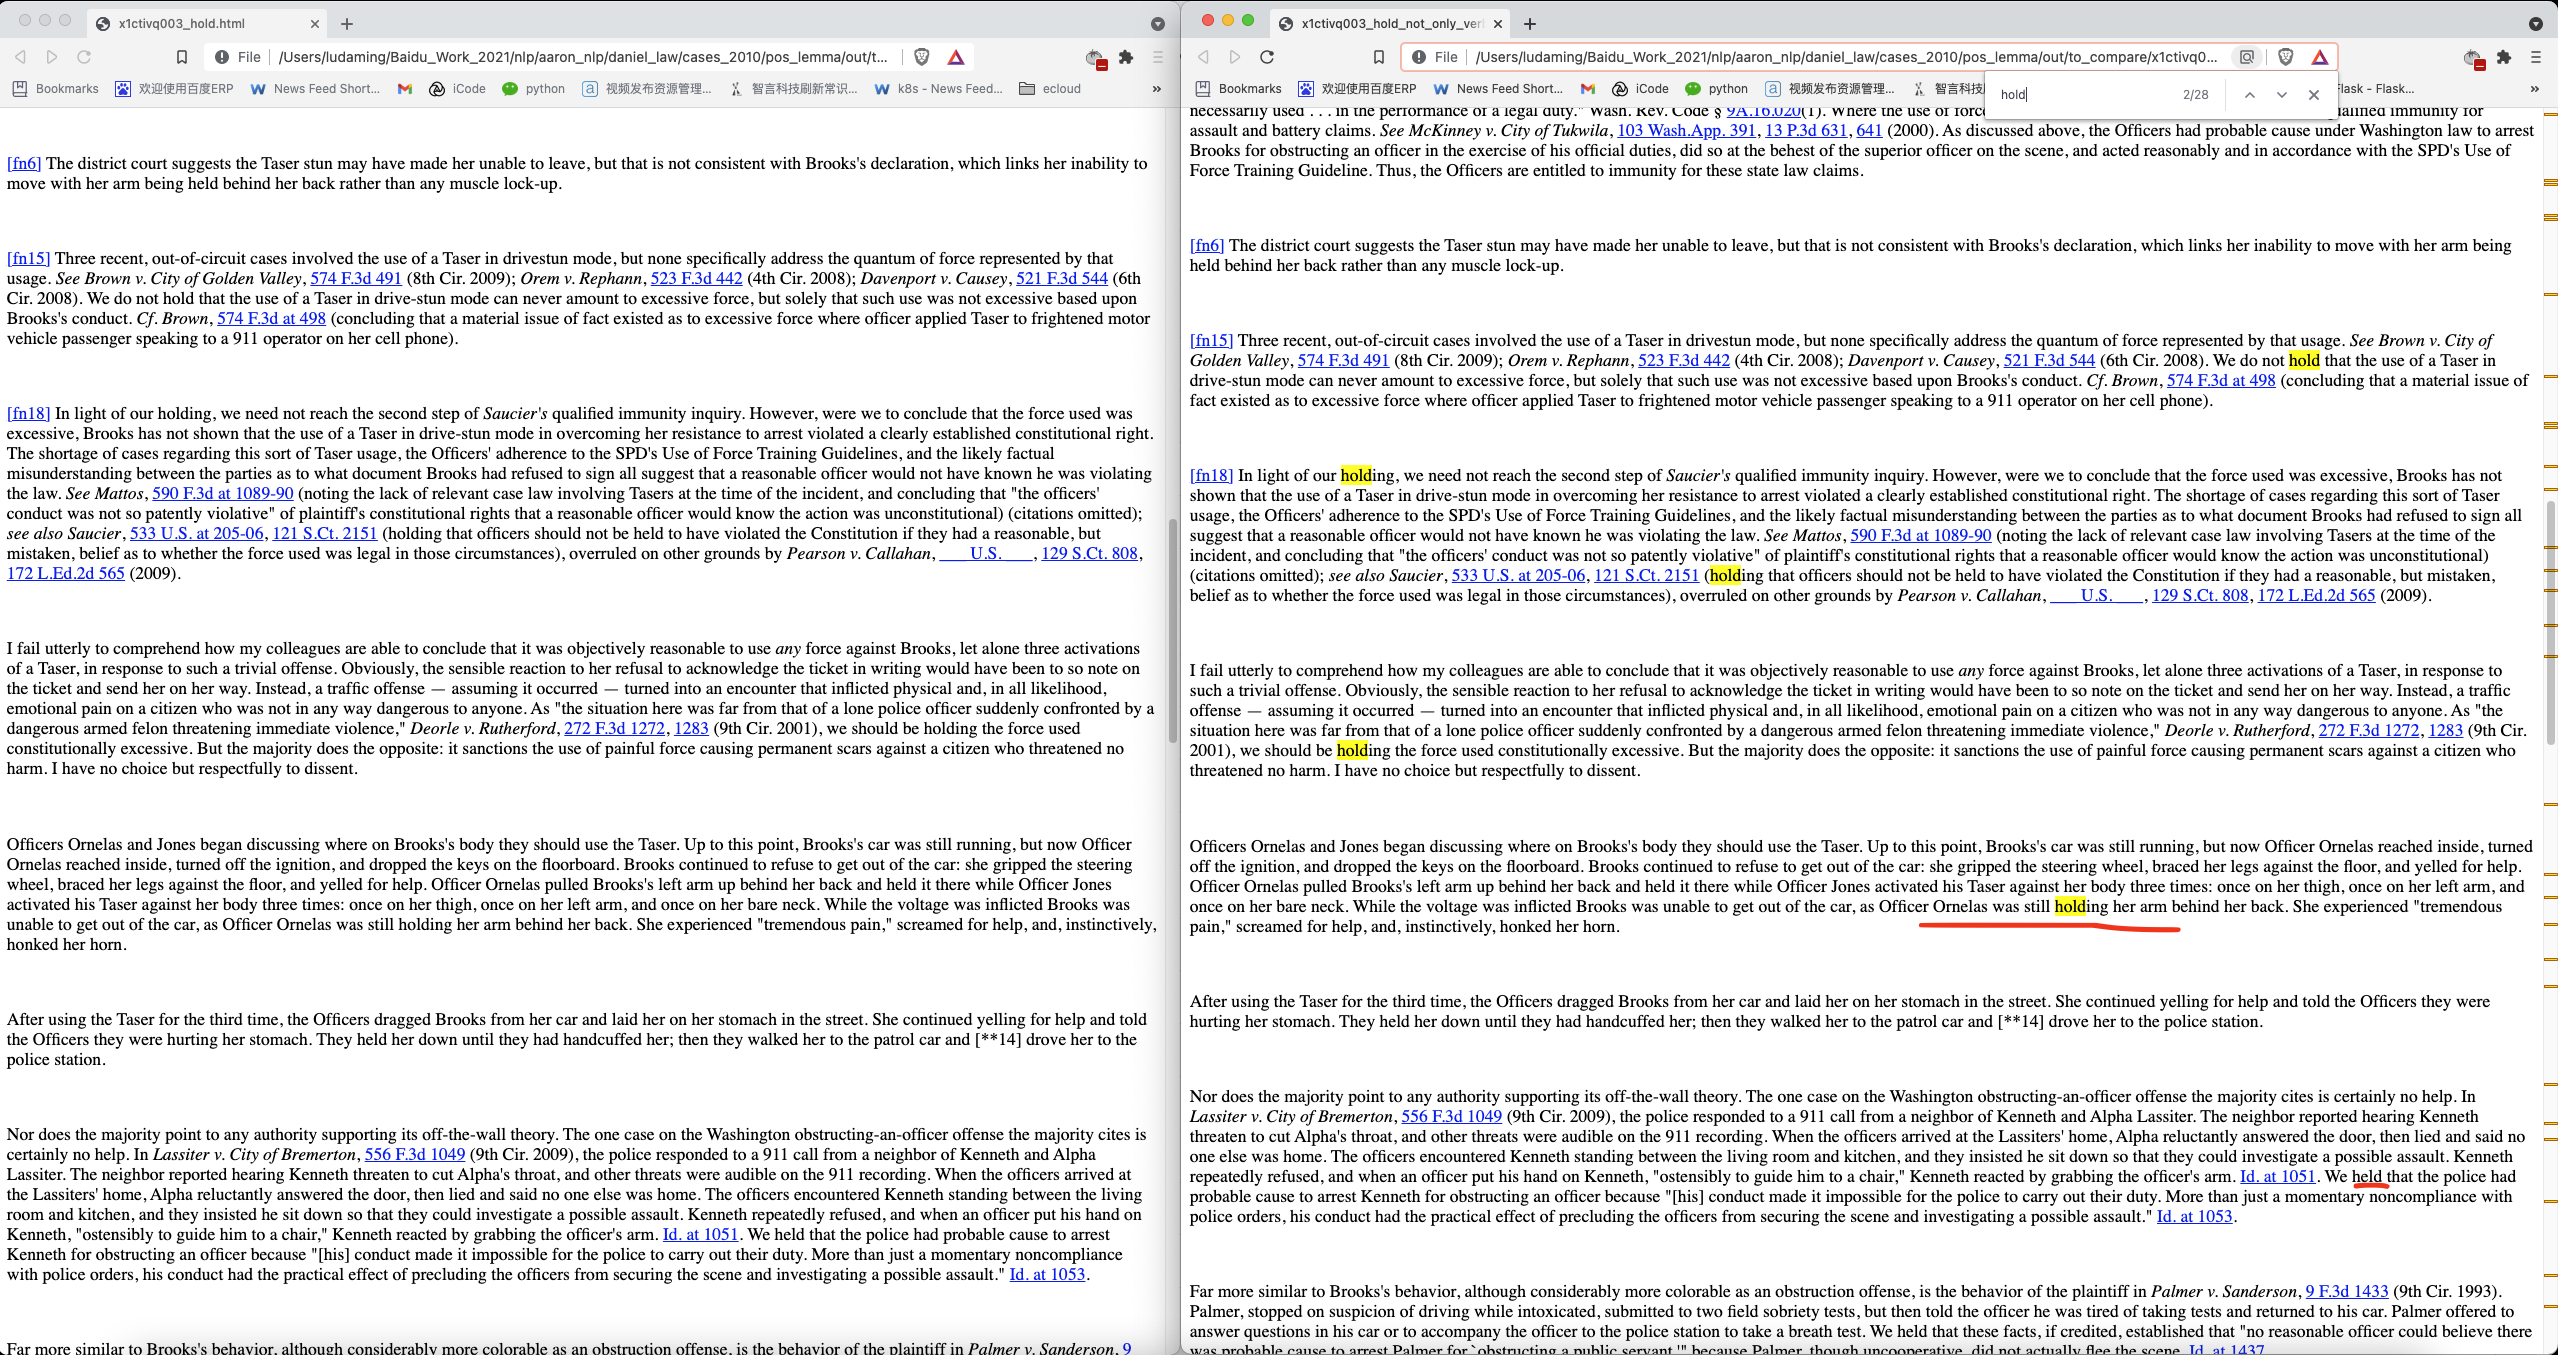 x1ctivq003_hold.html
File | /Users/ludaming/Baidu_Work_2021/nlp/aaron_nlp/daniel_law/cases_2010/pos_lemma/out/t...
Bookmarks 欢迎使用百度ERP News Feed Short... iCode python 视频发布资源管理... 智言科技刷新常识... k8s - News Feed... ecloud »
[fn6] The district court suggests the Taser stun may have made her unable to leave, but that is not consistent with Brooks's declaration, which links her inability to
move with her arm being held behind her back rather than any muscle lock-up.
[fn15] Three recent, out-of-circuit cases involved the use of a Taser in drivestun mode, but none specifically address the quantum of force represented by that
usage. See Brown v. City of Golden Valley, 574 F.3d 491 (8th Cir. 2009); Orem v. Rephann, 523 F.3d 442 (4th Cir. 2008); Davenport v. Causey, 521 F.3d 544 (6th
Cir. 2008). We do not hold that the use of a Taser in drive-stun mode can never amount to excessive force, but solely that such use was not excessive based upon
Brooks's conduct. Cf. Brown, 574 F.3d at 498 (concluding that a material issue of fact existed as to excessive force where officer applied Taser to frightened motor
vehicle passenger speaking to a 911 operator on her cell phone).
[fn18] In light of our holding, we need not reach the second step of Saucier's qualified immunity inquiry. However, were we to conclude that the force used was
excessive, Brooks has not shown that the use of a Taser in drive-stun mode in overcoming her resistance to arrest violated a clearly established constitutional right.
The shortage of cases regarding this sort of Taser usage, the Officers' adherence to the SPD's Use of Force Training Guidelines, and the likely factual
misunderstanding between the parties as to what document Brooks had refused to sign all suggest that a reasonable officer would not have known he was violating
the law. See Mattos, 590 F.3d at 1089-90 (noting the lack of relevant case law involving Tasers at the time of the incident, and concluding that "the officers'
conduct was not so patently violative" of plaintiff's constitutional rights that a reasonable officer would know the action was unconstitutional) (citations omitted);
see also Saucier, 533 U.S. at 205-06, 121 S.Ct. 2151 (holding that officers should not be held to have violated the Constitution if they had a reasonable, but
mistaken, belief as to whether the force used was legal in those circumstances), overruled on other grounds by Pearson v. Callahan, ___ U.S. ___, 129 S.Ct. 808,
172 L.Ed.2d 565 (2009).
I fail utterly to comprehend how my colleagues are able to conclude that it was objectively reasonable to use any force against Brooks, let alone three activations
of a Taser, in response to such a trivial offense. Obviously, the sensible reaction to her refusal to acknowledge the ticket in writing would have been to so note on
the ticket and send her on her way. Instead, a traffic offense — assuming it occurred — turned into an encounter that inflicted physical and, in all likelihood,
emotional pain on a citizen who was not in any way dangerous to anyone. As "the situation here was far from that of a lone police officer suddenly confronted by a
dangerous armed felon threatening immediate violence," Deorle v. Rutherford, 272 F.3d 1272, 1283 (9th Cir. 2001), we should be holding the force used
constitutionally excessive. But the majority does the opposite: it sanctions the use of painful force causing permanent scars against a citizen who threatened no
harm. I have no choice but respectfully to dissent.
Officers Ornelas and Jones began discussing where on Brooks's body they should use the Taser. Up to this point, Brooks's car was still running, but now Officer
Ornelas reached inside, turned off the ignition, and dropped the keys on the floorboard. Brooks continued to refuse to get out of the car: she gripped the steering
wheel, braced her legs against the floor, and yelled for help. Officer Ornelas pulled Brooks's left arm up behind her back and held it there while Officer Jones
activated his Taser against her body three times: once on her thigh, once on her left arm, and once on her bare neck. While the voltage was inflicted Brooks was
unable to get out of the car, as Officer Ornelas was still holding her arm behind her back. She experienced "tremendous pain," screamed for help, and, instinctively,
honked her horn.
After using the Taser for the third time, the Officers dragged Brooks from her car and laid her on her stomach in the street. She continued yelling for help and told
the Officers they were hurting her stomach. They held her down until they had handcuffed her; then they walked her to the patrol car and [**14] drove her to the
police station.
Nor does the majority point to any authority supporting its off-the-wall theory. The one case on the Washington obstructing-an-officer offense the majority cites is
certainly no help. In Lassiter v. City of Bremerton, 556 F.3d 1049 (9th Cir. 2009), the police responded to a 911 call from a neighbor of Kenneth and Alpha
Lassiter. The neighbor reported hearing Kenneth threaten to cut Alpha's throat, and other threats were audible on the 911 recording. When the officers arrived at
the Lassiters' home, Alpha reluctantly answered the door, then lied and said no one else was home. The officers encountered Kenneth standing between the living
room and kitchen, and they insisted he sit down so that they could investigate a possible assault. Kenneth repeatedly refused, and when an officer put his hand on
Kenneth, "ostensibly to guide him to a chair," Kenneth reacted by grabbing the officer's arm. Id. at 1051. We held that the police had probable cause to arrest
Kenneth for obstructing an officer because "[his] conduct made it impossible for the police to carry out their duty. More than just a momentary noncompliance
with police orders, his conduct had the practical effect of precluding the officers from securing the scene and investigating a possible assault." Id. at 1053.
Far more similar to Brooks's behavior, although considerably more colorable as an obstruction offense, is the behavior of the plaintiff in Palmer v. Sanderson, 9
x1ctivq003_hold_not_only_ver
File | /Users/ludaming/Baidu_Work_2021/nlp/aaron_nlp/daniel_law/cases_2010/pos_lemma/out/to_compare/x1ctivq0...
Bookmarks 欢迎使用百度ERP News Feed Short... iCode python 视频发布资源管理... 智言科技 Flask - Flask... »
hold 2/28
necessarily used . . . in the performance of a legal duty." Wash. Rev. Code § 9A.16.020(1). Where the use of force qualified immunity for
assault and battery claims. See McKinney v. City of Tukwila, 103 Wash.App. 391, 13 P.3d 631, 641 (2000). As discussed above, the Officers had probable cause under Washington law to arrest
Brooks for obstructing an officer in the exercise of his official duties, did so at the behest of the superior officer on the scene, and acted reasonably and in accordance with the SPD's Use of
Force Training Guideline. Thus, the Officers are entitled to immunity for these state law claims.
[fn6] The district court suggests the Taser stun may have made her unable to leave, but that is not consistent with Brooks's declaration, which links her inability to move with her arm being
held behind her back rather than any muscle lock-up.
[fn15] Three recent, out-of-circuit cases involved the use of a Taser in drivestun mode, but none specifically address the quantum of force represented by that usage. See Brown v. City of
Golden Valley, 574 F.3d 491 (8th Cir. 2009); Orem v. Rephann, 523 F.3d 442 (4th Cir. 2008); Davenport v. Causey, 521 F.3d 544 (6th Cir. 2008). We do not hold that the use of a Taser in
drive-stun mode can never amount to excessive force, but solely that such use was not excessive based upon Brooks's conduct. Cf. Brown, 574 F.3d at 498 (concluding that a material issue of
fact existed as to excessive force where officer applied Taser to frightened motor vehicle passenger speaking to a 911 operator on her cell phone).
[fn18] In light of our holding, we need not reach the second step of Saucier's qualified immunity inquiry. However, were we to conclude that the force used was excessive, Brooks has not
shown that the use of a Taser in drive-stun mode in overcoming her resistance to arrest violated a clearly established constitutional right. The shortage of cases regarding this sort of Taser
usage, the Officers' adherence to the SPD's Use of Force Training Guidelines, and the likely factual misunderstanding between the parties as to what document Brooks had refused to sign all
suggest that a reasonable officer would not have known he was violating the law. See Mattos, 590 F.3d at 1089-90 (noting the lack of relevant case law involving Tasers at the time of the
incident, and concluding that "the officers' conduct was not so patently violative" of plaintiff's constitutional rights that a reasonable officer would know the action was unconstitutional)
(citations omitted); see also Saucier, 533 U.S. at 205-06, 121 S.Ct. 2151 (holding that officers should not be held to have violated the Constitution if they had a reasonable, but mistaken,
belief as to whether the force used was legal in those circumstances), overruled on other grounds by Pearson v. Callahan, ___ U.S. ___, 129 S.Ct. 808, 172 L.Ed.2d 565 (2009).
I fail utterly to comprehend how my colleagues are able to conclude that it was objectively reasonable to use any force against Brooks, let alone three activations of a Taser, in response to
such a trivial offense. Obviously, the sensible reaction to her refusal to acknowledge the ticket in writing would have been to so note on the ticket and send her on her way. Instead, a traffic
offense — assuming it occurred — turned into an encounter that inflicted physical and, in all likelihood, emotional pain on a citizen who was not in any way dangerous to anyone. As "the
situation here was far from that of a lone police officer suddenly confronted by a dangerous armed felon threatening immediate violence," Deorle v. Rutherford, 272 F.3d 1272, 1283 (9th Cir.
2001), we should be holding the force used constitutionally excessive. But the majority does the opposite: it sanctions the use of painful force causing permanent scars against a citizen who
threatened no harm. I have no choice but respectfully to dissent.
Officers Ornelas and Jones began discussing where on Brooks's body they should use the Taser. Up to this point, Brooks's car was still running, but now Officer Ornelas reached inside, turned
off the ignition, and dropped the keys on the floorboard. Brooks continued to refuse to get out of the car: she gripped the steering wheel, braced her legs against the floor, and yelled for help.
Officer Ornelas pulled Brooks's left arm up behind her back and held it there while Officer Jones activated his Taser against her body three times: once on her thigh, once on her left arm, and
once on her bare neck. While the voltage was inflicted Brooks was unable to get out of the car, as Officer Ornelas was still holding her arm behind her back. She experienced "tremendous
pain," screamed for help, and, instinctively, honked her horn.
After using the Taser for the third time, the Officers dragged Brooks from her car and laid her on her stomach in the street. She continued yelling for help and told the Officers they were
hurting her stomach. They held her down until they had handcuffed her; then they walked her to the patrol car and [**14] drove her to the police station.
Nor does the majority point to any authority supporting its off-the-wall theory. The one case on the Washington obstructing-an-officer offense the majority cites is certainly no help. In
Lassiter v. City of Bremerton, 556 F.3d 1049 (9th Cir. 2009), the police responded to a 911 call from a neighbor of Kenneth and Alpha Lassiter. The neighbor reported hearing Kenneth
threaten to cut Alpha's throat, and other threats were audible on the 911 recording. When the officers arrived at the Lassiters' home, Alpha reluctantly answered the door, then lied and said no
one else was home. The officers encountered Kenneth standing between the living room and kitchen, and they insisted he sit down so that they could investigate a possible assault. Kenneth
repeatedly refused, and when an officer put his hand on Kenneth, "ostensibly to guide him to a chair," Kenneth reacted by grabbing the officer's arm. Id. at 1051. We held that the police had
probable cause to arrest Kenneth for obstructing an officer because "[his] conduct made it impossible for the police to carry out their duty. More than just a momentary noncompliance with
police orders, his conduct had the practical effect of precluding the officers from securing the scene and investigating a possible assault." Id. at 1053.
Far more similar to Brooks's behavior, although considerably more colorable as an obstruction offense, is the behavior of the plaintiff in Palmer v. Sanderson, 9 F.3d 1433 (9th Cir. 1993).
Palmer, stopped on suspicion of driving while intoxicated, submitted to two field sobriety tests, but then told the officer he was tired of taking tests and returned to his car. Palmer offered to
answer questions in his car or to accompany the officer to the police station to take a breath test. We held that these facts, if credited, established that "no reasonable officer could believe there
was probable cause to arrest Palmer for `obstructing a public servant,'" because Palmer, though uncooperative, did not actually flee the scene. Id. at 1437.